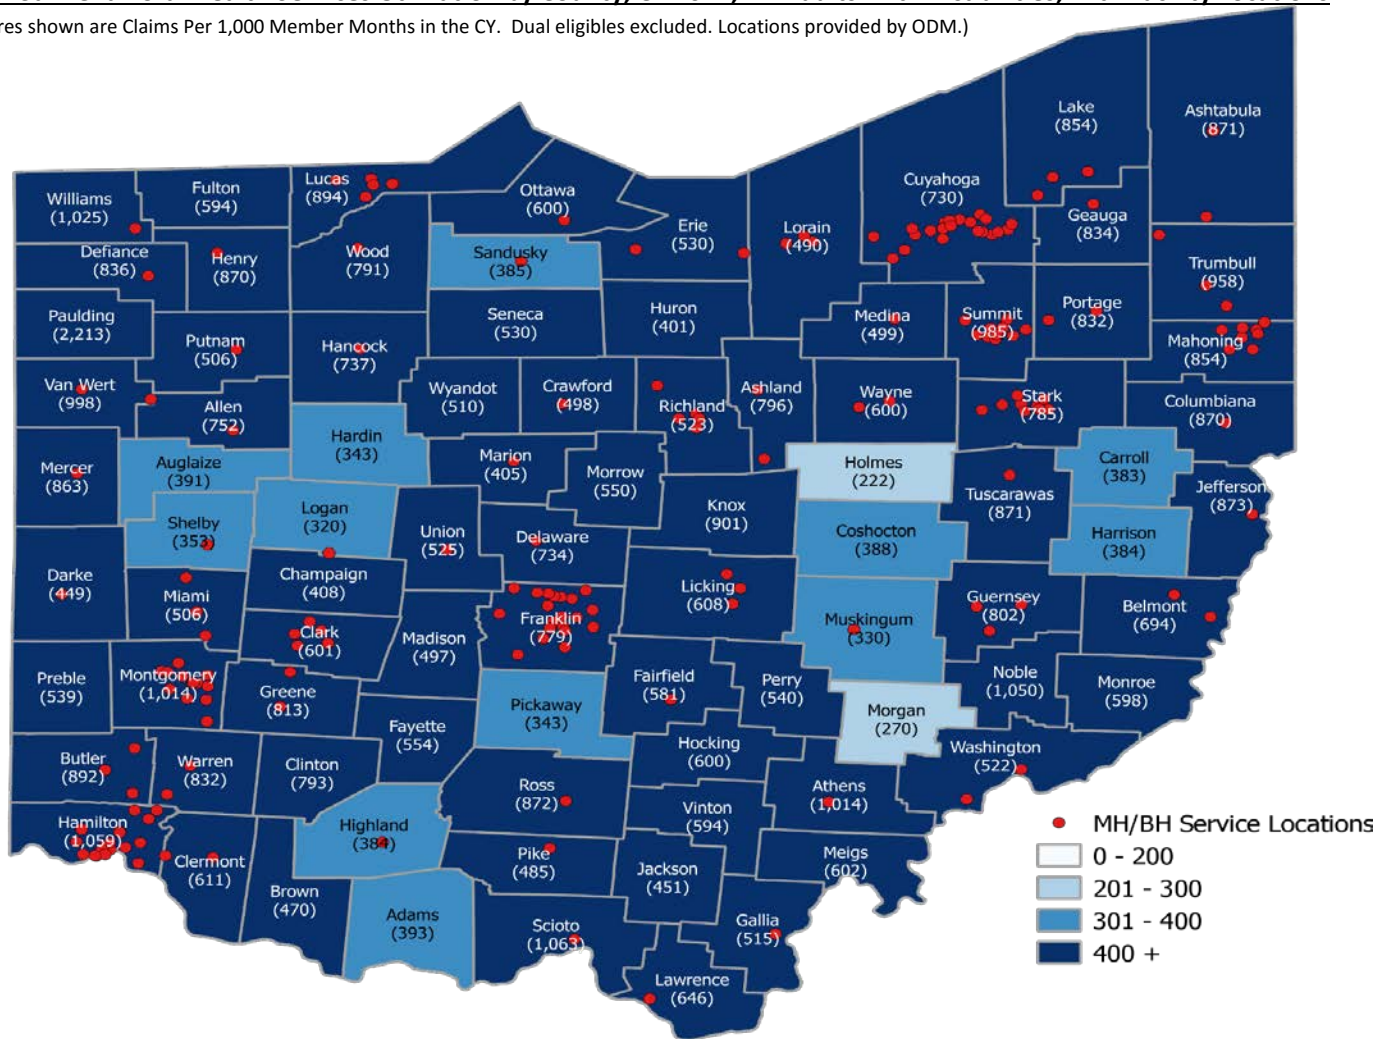 res shown are Claims Per 1,000 Member Months in the CY. Dual eligibles excluded. Locations provided by ODM.)
Lake
(854)
Ashtabula
(871)
Williams
(1,025)
Fulton
(594)
Lucas
(894)
Ottawa
(600)
Cuyahoga
(730)
Geauga
(834)
Erie
(530)
Lorain
(490)
Defiance
(836)
Henry
(870)
Wood
(791)
Sandusky
(385)
Trumbull
(958)
Paulding
(2,213)
Putnam
(506)
Hancock
(737)
Seneca
(530)
Huron
(401)
Medina
(499)
Summit
(985)
Portage
(832)
Mahoning
(854)
Van Wert
(998)
Allen
(752)
Wyandot
(510)
Crawford
(498)
Richland
(523)
Ashland
(796)
Wayne
(600)
Stark
(785)
Columbiana
(870)
Mercer
(863)
Auglaize
(391)
Hardin
(343)
Marion
(405)
Morrow
(550)
Knox
(901)
Holmes
(222)
Tuscarawas
(871)
Carroll
(383)
Jefferson
(873)
Shelby
(353)
Logan
(320)
Union
(525)
Delaware
(734)
Coshocton
(388)
Harrison
(384)
Darke
(449)
Miami
(506)
Champaign
(408)
Licking
(608)
Guernsey
(802)
Belmont
(694)
Clark
(601)
Madison
(497)
Franklin
(779)
Muskingum
(330)
Preble
(539)
Montgomery
(1,014)
Greene
(813)
Fairfield
(581)
Perry
(540)
Noble
(1,050)
Monroe
(598)
Fayette
(554)
Pickaway
(343)
Morgan
(270)
Butler
(892)
Warren
(832)
Clinton
(793)
Hocking
(600)
Washington
(522)
Ross
(872)
Athens
(1,014)
Hamilton
(1,059)
Highland
(384)
Vinton
(594)
Clermont
(611)
Pike
(485)
Jackson
(451)
Meigs
(602)
Brown
(470)
Adams
(393)
Scioto
(1,063)
Gallia
(515)
Lawrence
(646)
MH/BH Service Locations
0 - 200
201 - 300
301 - 400
400 +